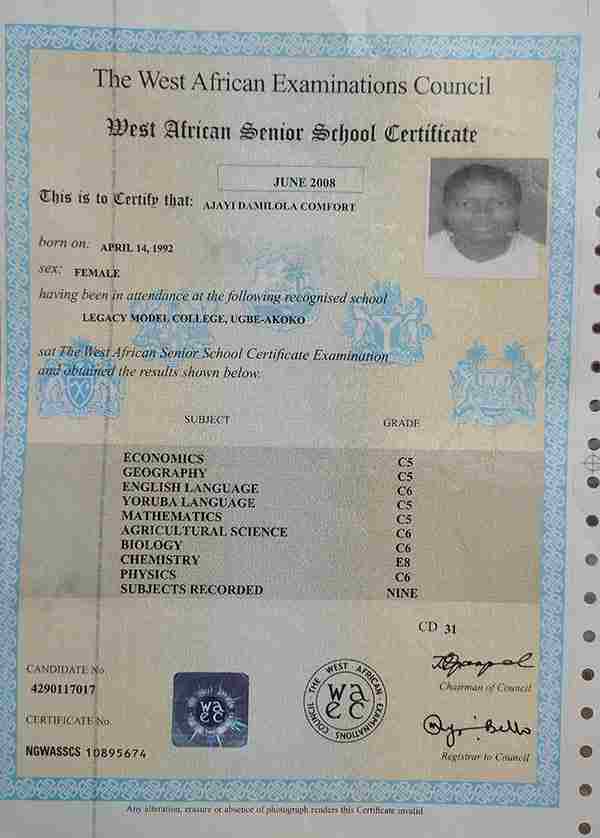 The West African Examinations Council
West African Senior School Certificate
JUNE 2008
This is to Certify that: AJAYI DAMILOLA COMFORT
born on: APRIL 14, 1992
sex: FEMALE
having been in attendance at the following recognised school
LEGACY MODEL COLLEGE, UGBE-AKOKO
sat The West African Senior School Certificate Examination
and obtained the results shown below.
SUBJECT GRADE
ECONOMICS C5
GEOGRAPHY C5
ENGLISH LANGUAGE C6
YORUBA LANGUAGE C5
MATHEMATICS C5
AGRICULTURAL SCIENCE C6
BIOLOGY C6
CHEMISTRY E8
PHYSICS C6
SUBJECTS RECORDED NINE
CD 31
CANDIDATE No.
4290117017
Chairman of Council
CERTIFICATE No.
NGWASSCS 10895674
waec
THE WEST AFRICAN EXAMINATIONS COUNCIL
waec
Registrar to Council
Any alteration, erasure or absence of photograph renders this Certificate invalid